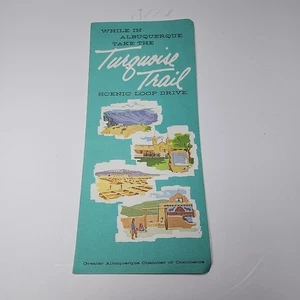 WHILE IN
ALBUQUERQUE
TAKE THE
Turquoise
Trail
SCENIC LOOP DRIVE
Greater Albuquerque Chamber of Commerce